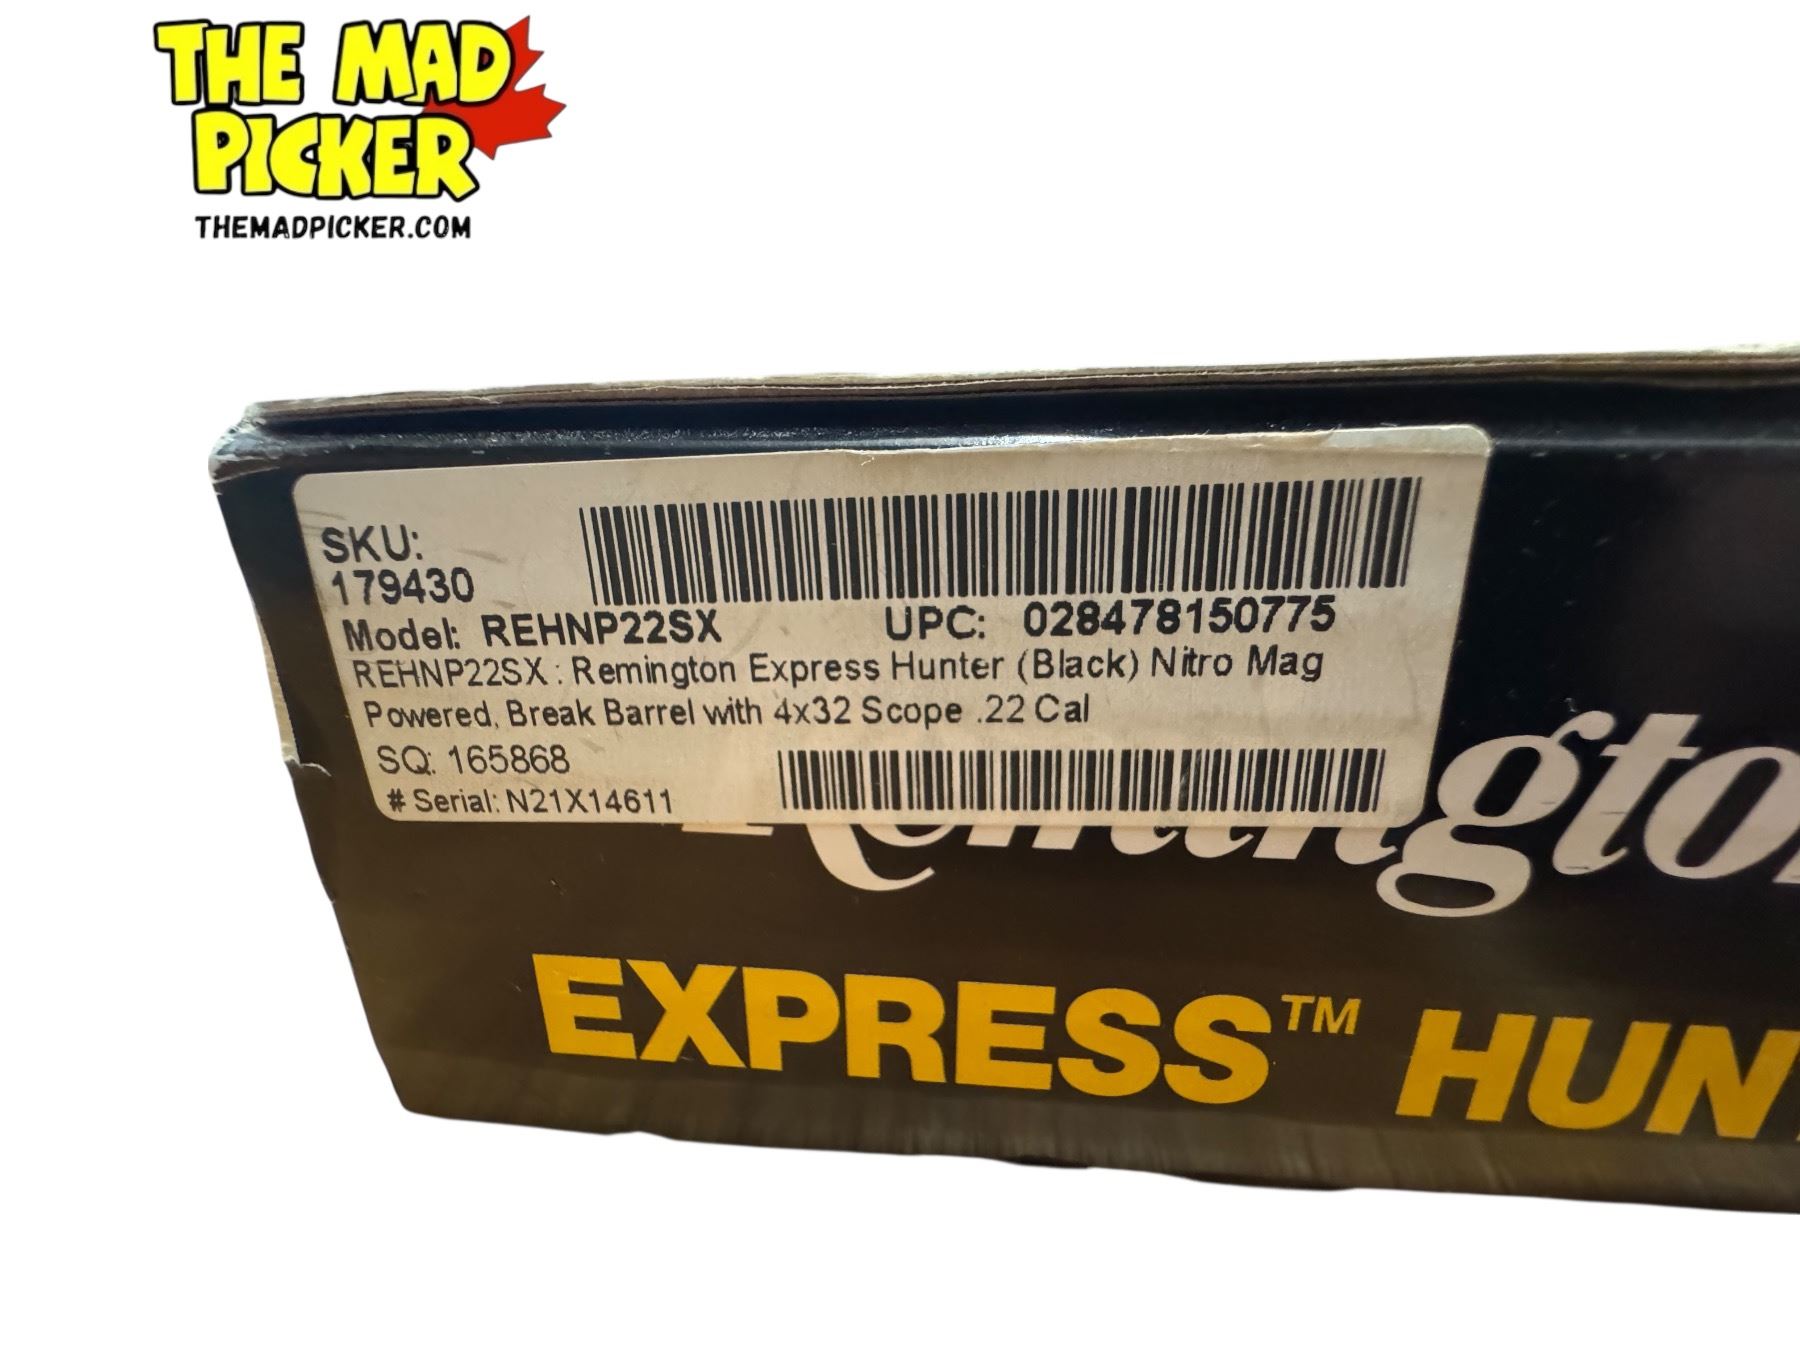 THE MAD
PICKER
THEMADPICKER.COM
SKU:
179430
Model: REHNP22SX UPC: 028478150775
REHNP22SX : Remington Express Hunter (Black) Nitro Mag
Powered, Break Barrel with 4x32 Scope .22 Cal
SQ: 165868
# Serial: N21X14611
Remington
EXPRESS™ HUN